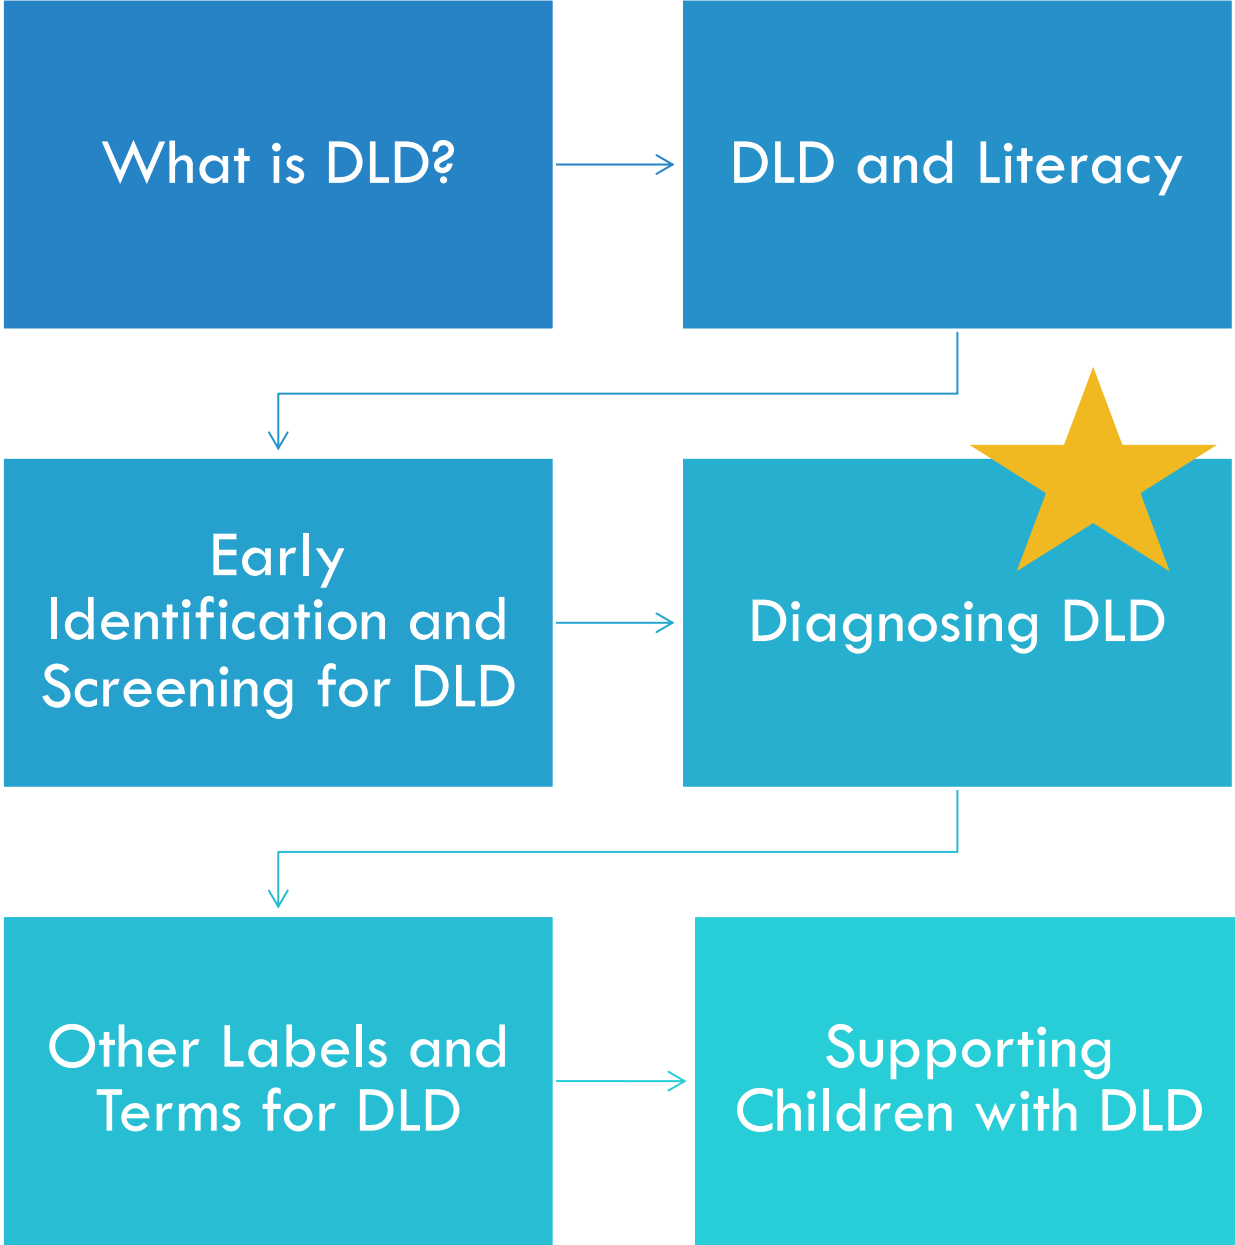 What is DLD?
DLD and Literacy
Early
Identification and
Screening for DLD
Diagnosing DLD
Other Labels and
Terms for DLD
Supporting
Children with DLD